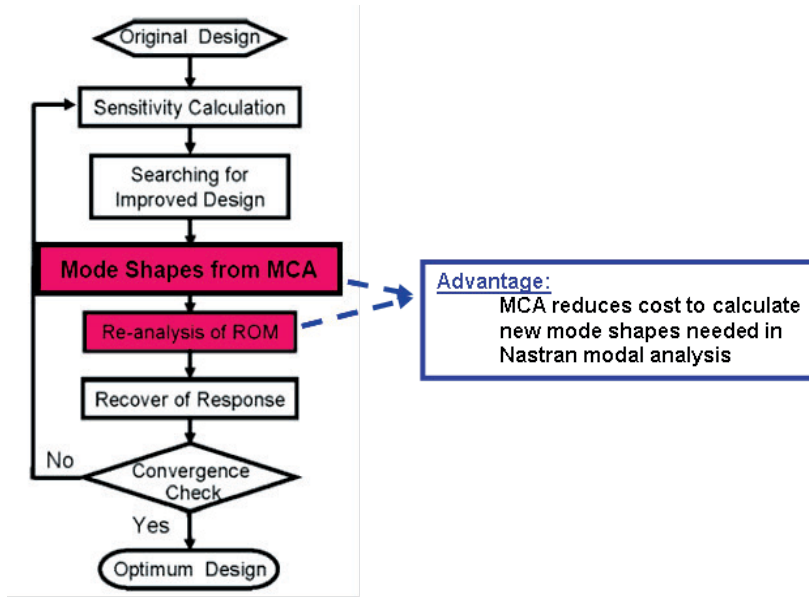 Original Design
Sensitivity Calculation
Searching for
Improved Design
Mode Shapes from MCA
Re-analysis of ROM
Recover of Response
Convergence
Check
No
Yes
Optimum Design
Advantage:
MCA reduces cost to calculate
new mode shapes needed in
Nastran modal analysis